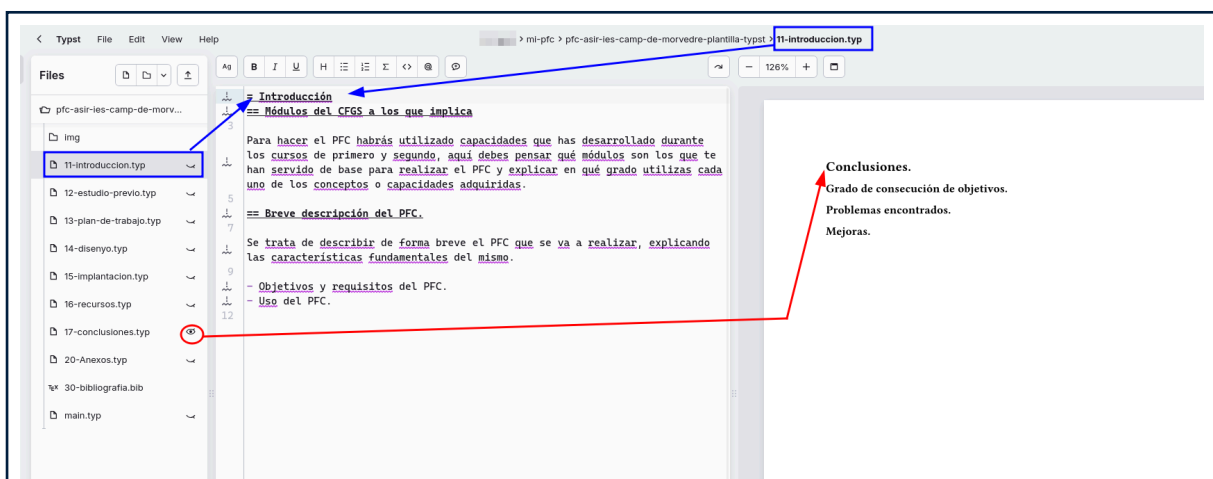 Typst File Edit View Help
> mi-pfc > pfc-asir-ies-camp-de-morvedre-plantilla-typst > 11-introduccion.typ
Files
Ag B I U H Σ <> @
126%
pfc-asir-ies-camp-de-morv...
img
11-introduccion.typ
12-estudio-previo.typ
13-plan-de-trabajo.typ
14-disenyo.typ
15-implantacion.typ
16-recursos.typ
17-conclusiones.typ
20-Anexos.typ
TEX 30-bibliografia.bib
main.typ
= Introducción
== Módulos del CFGS a los que implica
3
Para hacer el PFC habrás utilizado capacidades que has desarrollado durante
los cursos de primero y segundo, aquí debes pensar qué módulos son los que te
han servido de base para realizar el PFC y explicar en qué grado utilizas cada
uno de los conceptos o capacidades adquiridas.
5
== Breve descripción del PFC.
7
Se trata de describir de forma breve el PFC que se va a realizar, explicando
las características fundamentales del mismo.
9
- Objetivos y requisitos del PFC.
- Uso del PFC.
12
Conclusiones.
Grado de consecución de objetivos.
Problemas encontrados.
Mejoras.